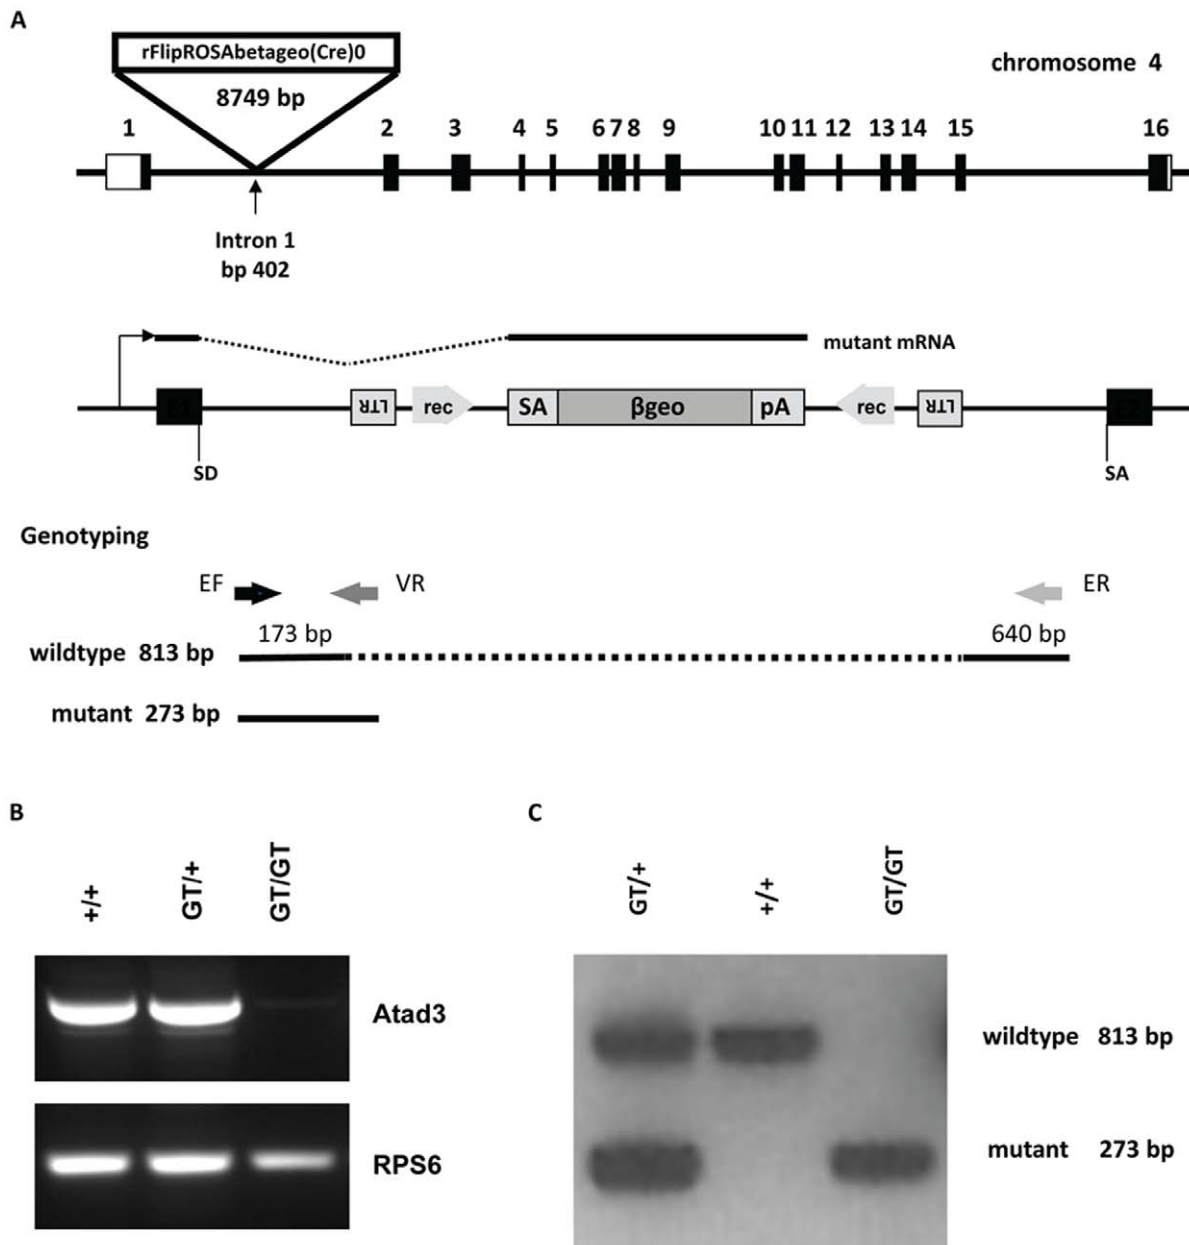 A
rFlipROSAbetageo(Cre)0
8749 bp
chromosome 4
1 2 3 4 5 6 7 8 9 10 11 12 13 14 15 16
Intron 1
bp 402
mutant mRNA
LTR rec SA βgeo pA rec LTR
SD SA
Genotyping
EF VR ER
173 bp 640 bp
wildtype 813 bp
mutant 273 bp
B
+/+ GT/+ GT/GT
Atad3
RPS6
C
GT/+ +/+ GT/GT
wildtype 813 bp
mutant 273 bp